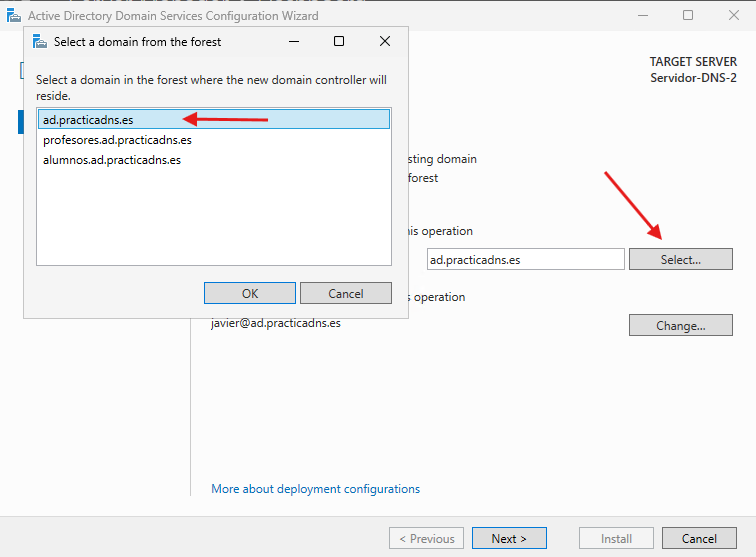 Active Directory Domain Services Configuration Wizard
Select a domain from the forest
TARGET SERVER
Servidor-DNS-2
Select a domain in the forest where the new domain controller will
reside.
ad.practicadns.es
profesores.ad.practicadns.es
alumnos.ad.practicadns.es
OK
Cancel
domain
forest
operation
ad.practicadns.es
Select...
operation
javier@ad.practicadns.es
Change...
More about deployment configurations
< Previous
Next >
Install
Cancel